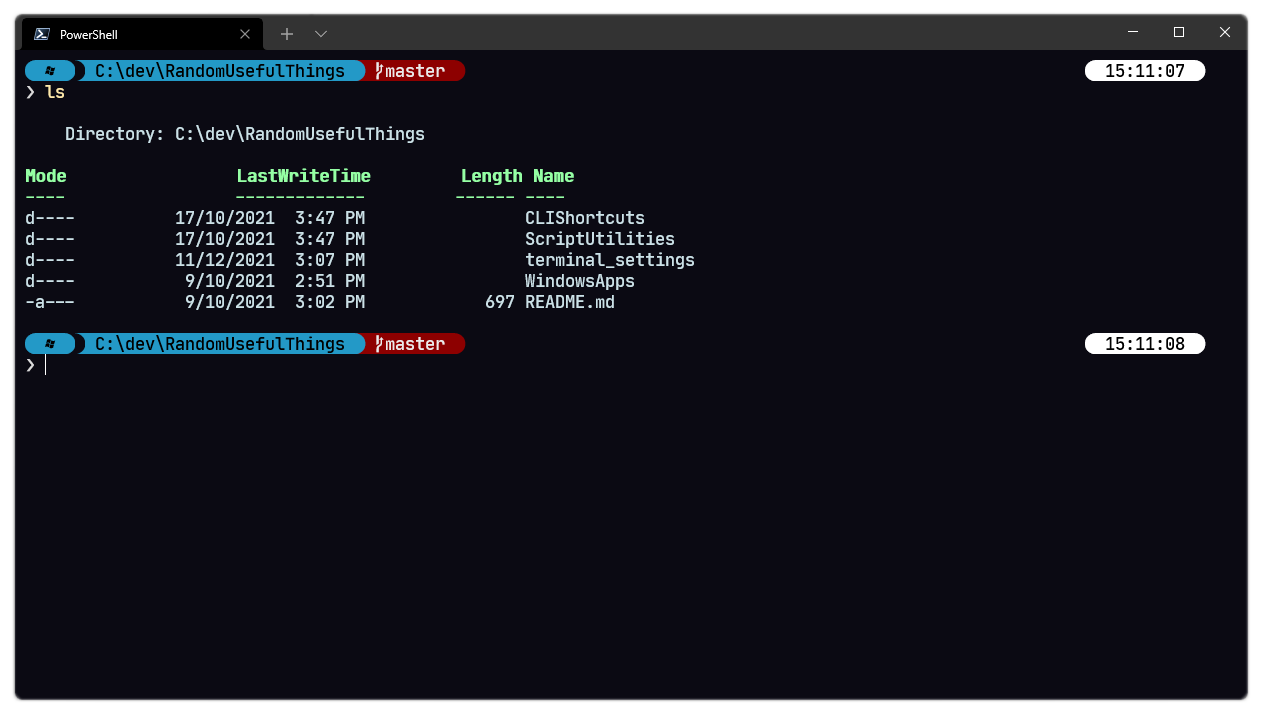 PowerShell
C:\dev\RandomUsefulThings master 15:11:07
❯ ls
Directory: C:\dev\RandomUsefulThings
Mode LastWriteTime Length Name
---- ------------- ------ ----
d---- 17/10/2021 3:47 PM CLIShortcuts
d---- 17/10/2021 3:47 PM ScriptUtilities
d---- 11/12/2021 3:07 PM terminal_settings
d---- 9/10/2021 2:51 PM WindowsApps
-a--- 9/10/2021 3:02 PM 697 README.md
C:\dev\RandomUsefulThings master 15:11:08
❯